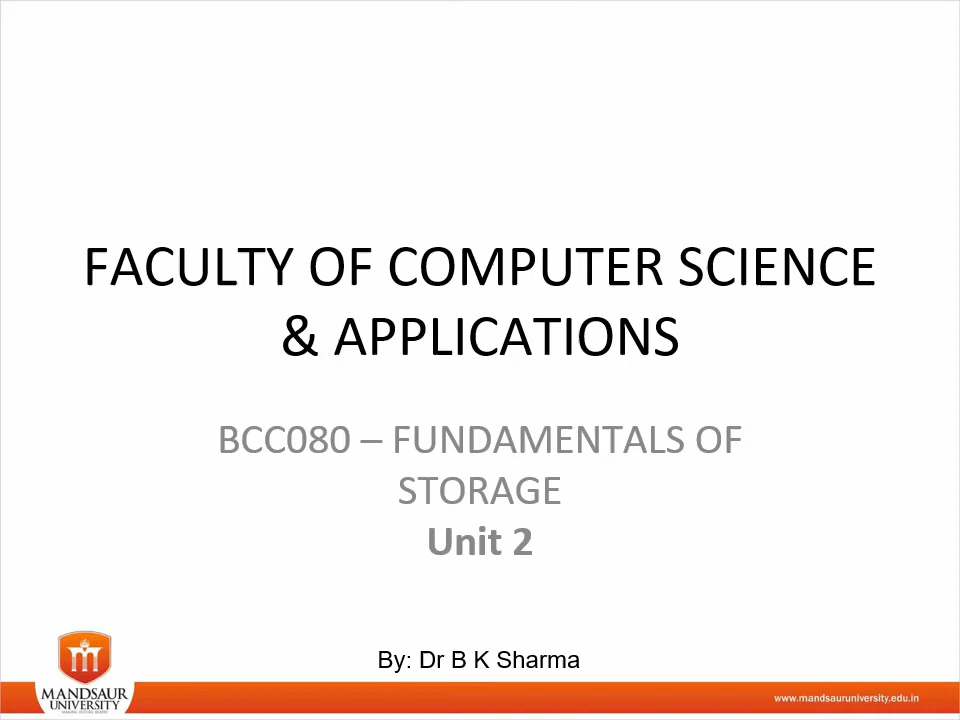 FACULTY OF COMPUTER SCIENCE
& APPLICATIONS
BCC080 – FUNDAMENTALS OF
STORAGE
Unit 2
By: Dr B K Sharma
MANDSAUR
UNIVERSITY
www.mandsauruniversity.edu.in